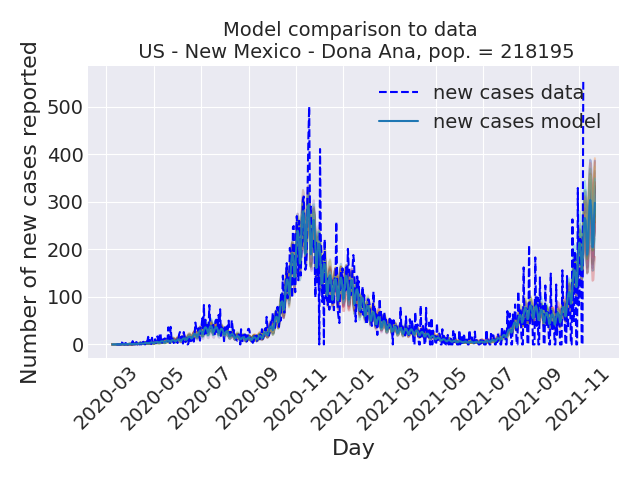 Model comparison to data
US - New Mexico - Dona Ana, pop. = 218195
Number of new cases reported
500
400
300
200
100
0
new cases data
new cases model
2020-03
2020-05
2020-07
2020-09
2020-11
2021-01
2021-03
2021-05
2021-07
2021-09
2021-11
Day